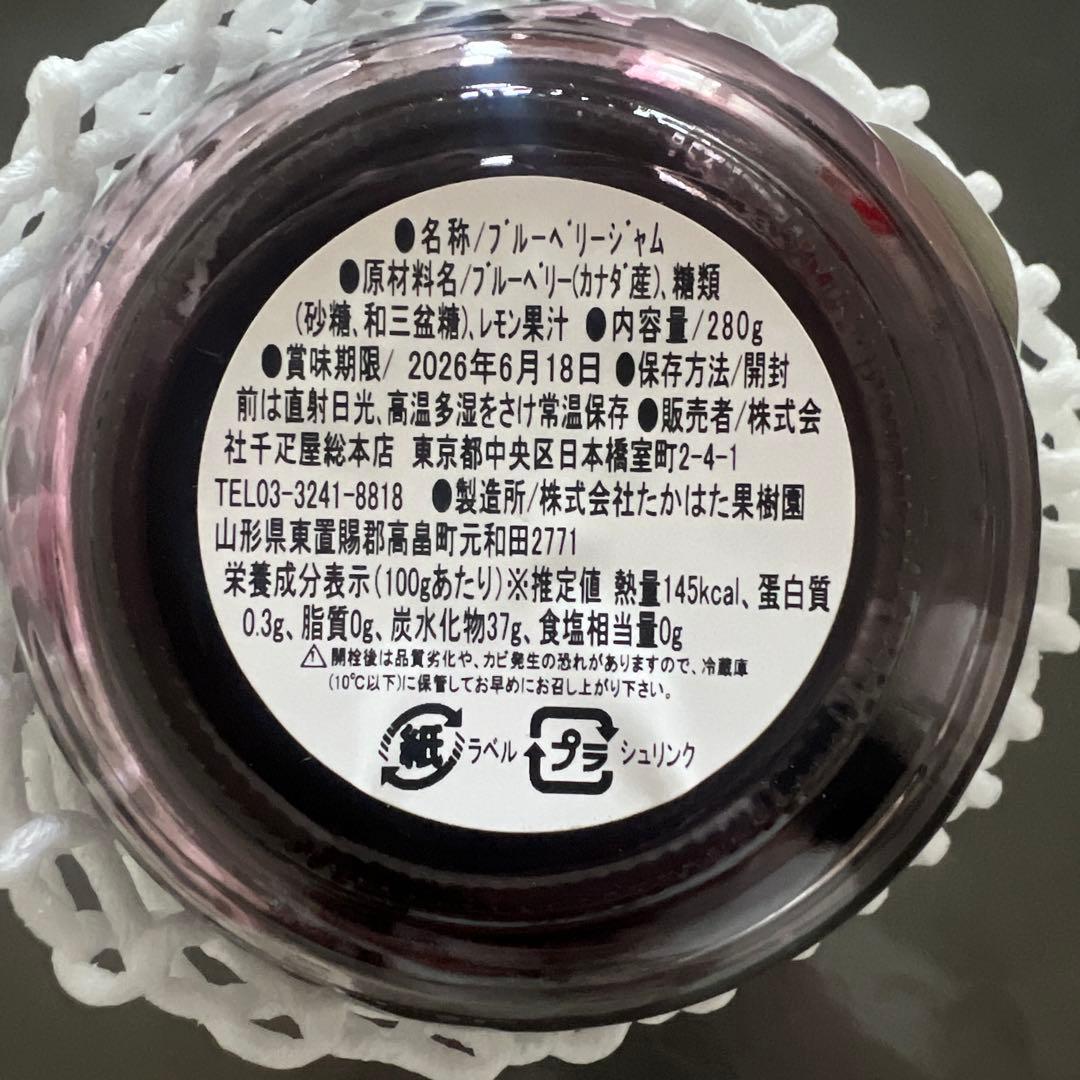 ●名称/ﾌﾞﾙｰﾍﾞﾘｰｼﾞｬﾑ
●原材料名/ﾌﾞﾙｰﾍﾞﾘｰ(ｶﾅﾀﾞ産)、糖類
(砂糖、和三盆糖)、ﾚﾓﾝ果汁 ●内容量/280g
●賞味期限/ 2026年6月18日 ●保存方法/開封
前は直射日光、高温多湿をさけ常温保存 ●販売者/株式会
社千疋屋総本店 東京都中央区日本橋室町2-4-1
TEL03-3241-8818 ●製造所/株式会社たかはた果樹園
山形県東置賜郡高畠町元和田2771
栄養成分表示(100gあたり)※推定値 熱量145kcal、蛋白質
0.3g、脂質0g、炭水化物37g、食塩相当量0g
⚠開栓後は品質劣化や、カビ発生の恐れがありますので、冷蔵庫
(10℃以下)に保管してお早めにお召し上がり下さい。
紙 ラベル プラ シュリンク